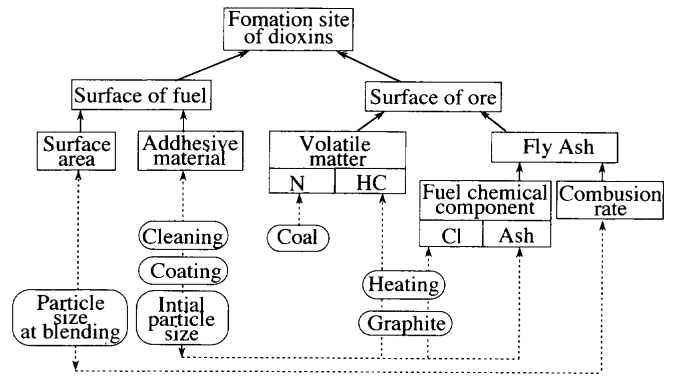 Fomation site
of dioxins
Surface of fuel
Surface of ore
Surface
area
Addhesive
material
Volatile
matter
N
HC
Fly Ash
Fuel chemical
component
Cl
Ash
Combusion
rate
Cleaning
Coal
Coating
Heating
Particle
size
at blending
Intial
particle
size
Graphite